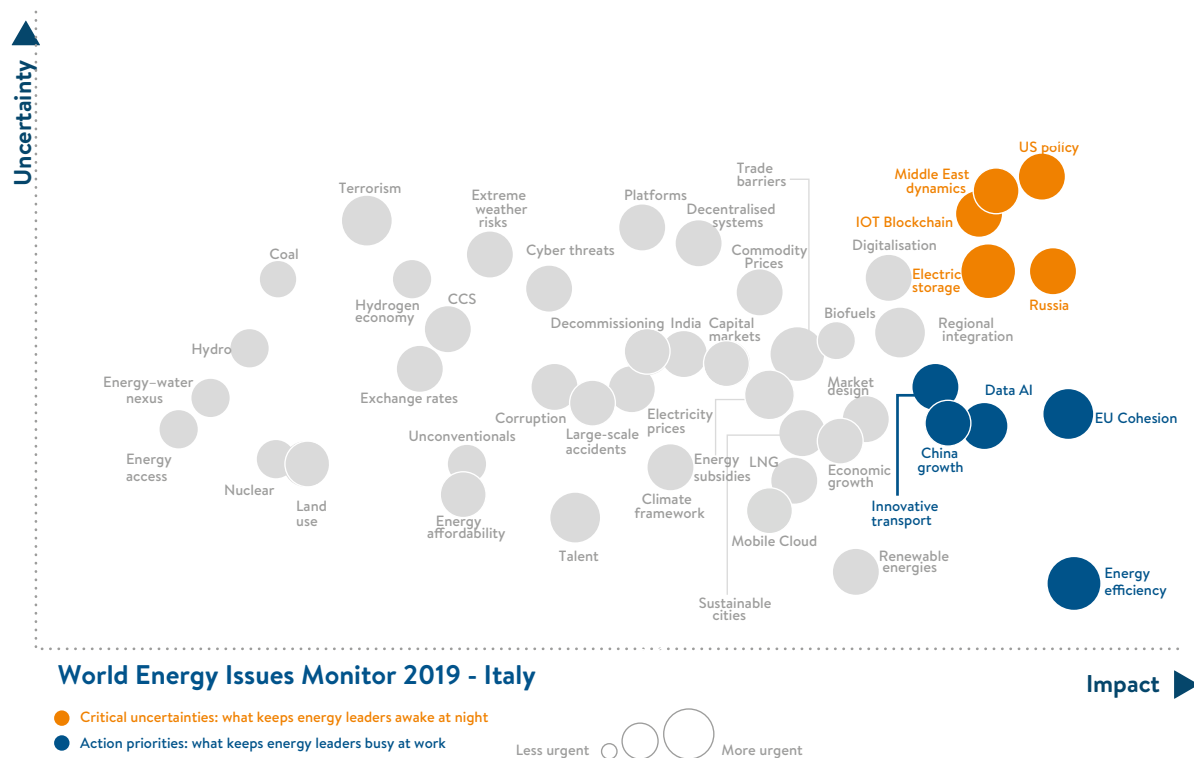 Uncertainty
US policy
Trade
barriers
Middle East
dynamics
Terrorism
Extreme
weather
risks
Platforms
Decentralised
systems
IOT Blockchain
Coal
Cyber threats
Commodity
Prices
Digitalisation
Electric
storage
Hydrogen
economy
CCS
Russia
Decommissioning
India
Capital
markets
Biofuels
Regional
integration
Hydro
Energy–water
nexus
Exchange rates
Market
design
Data AI
Corruption
Electricity
prices
EU Cohesion
Large-scale
accidents
Unconventionals
Energy
access
Energy
subsidies
LNG
China
growth
Economic
growth
Nuclear
Land
use
Climate
framework
Innovative
transport
Energy
affordability
Mobile Cloud
Talent
Renewable
energies
Energy
efficiency
Sustainable
cities
World Energy Issues Monitor 2019 - Italy
Impact
Critical uncertainties: what keeps energy leaders awake at night
Action priorities: what keeps energy leaders busy at work
Less urgent
More urgent